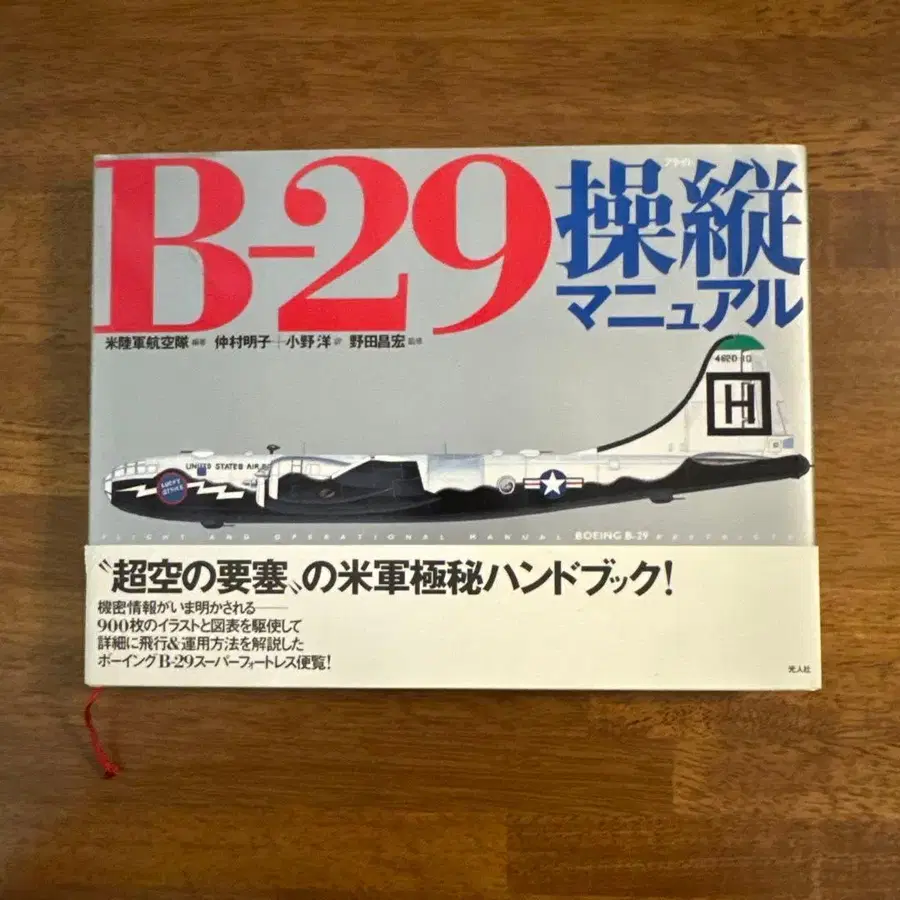 B-29
フライト
操縦
マニュアル
米陸軍航空隊 編著 仲村明子+小野洋 訳 野田昌宏 監修
4620-10
H
UNITED STATES AIR
LUCKY STRIKE
FLIGHT AND OPERATIONAL MANUAL BOEING B-29 RESTRICTED
〝超空の要塞〟の米軍極秘ハンドブック!
機密情報がいま明かされる——
900枚のイラストと図表を駆使して
詳細に飛行&運用方法を解説した
ボーイングB-29スーパーフォートレス便覧!
光人社